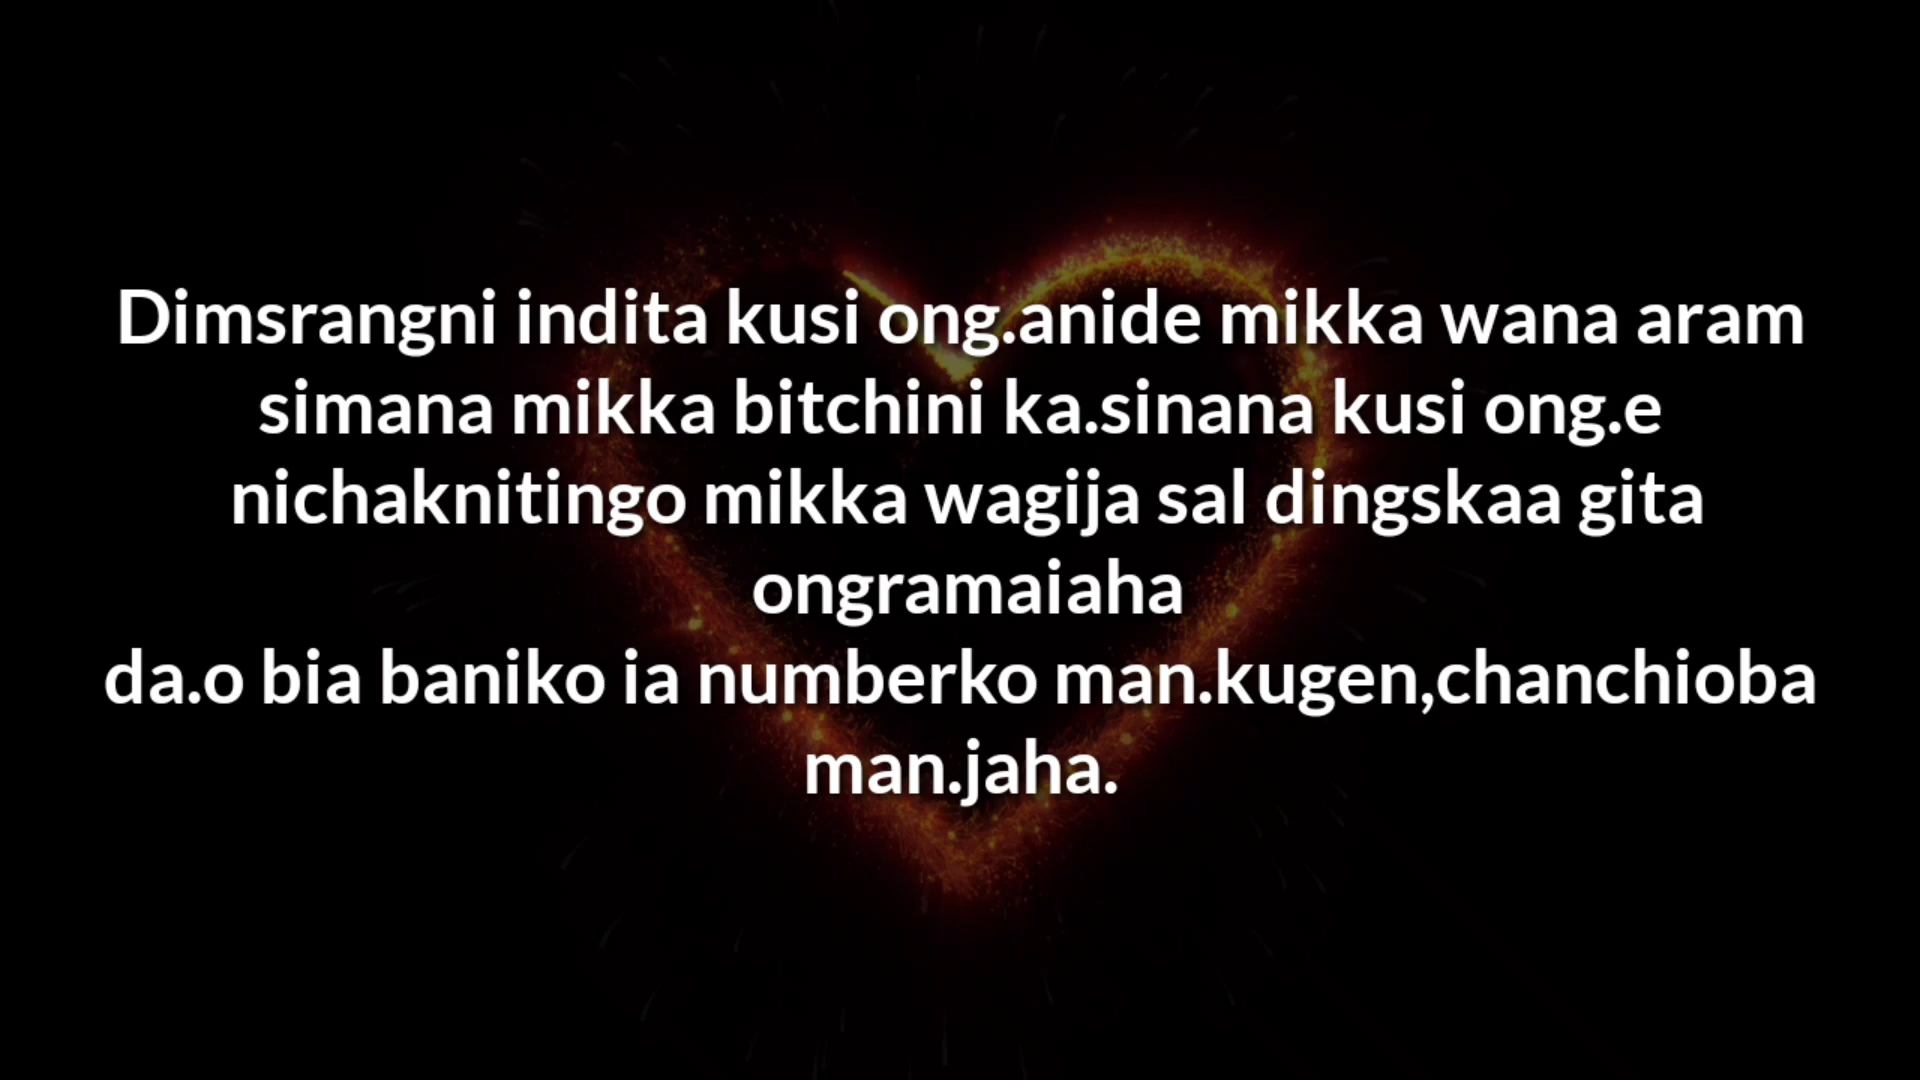 Dimsrangni indita kusi ong.anide mikka wana aram
simana mikka bitchini ka.sinana kusi ong.e
nichaknitingo mikka wagija sal dingskaa gita
ongramaiaha
da.o bia baniko ia numberko man.kugen,chanchioba
man.jaha.